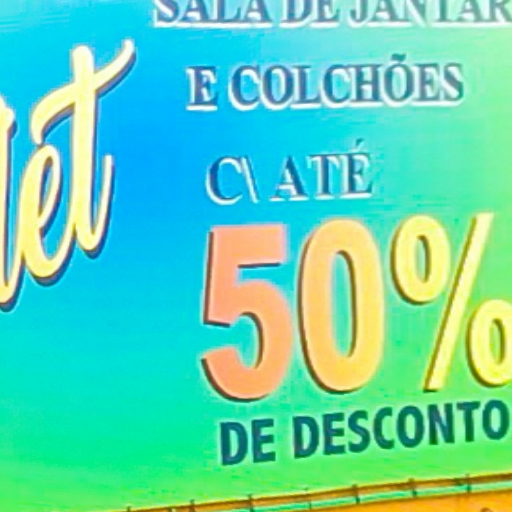 SALA DE JANTAR
E COLCHÕES
C\ ATÉ
50%
DE DESCONTO